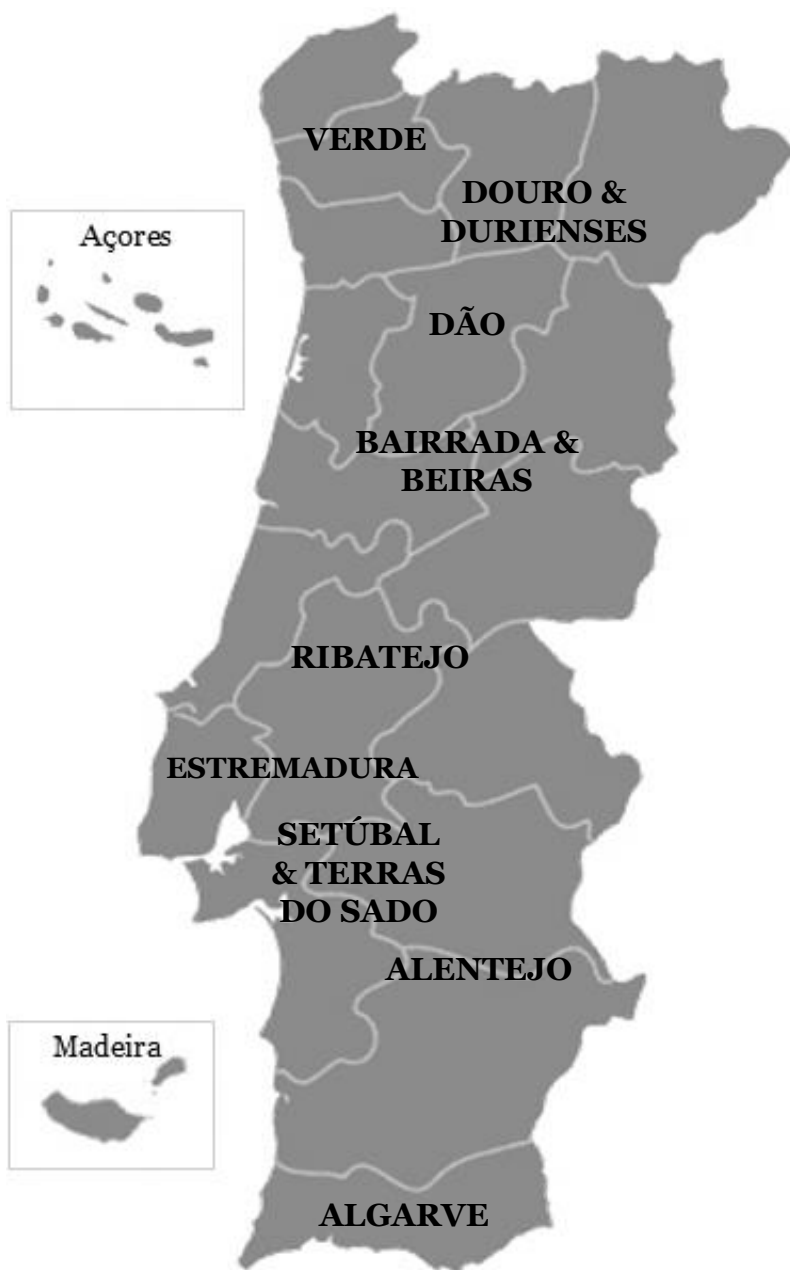 VERDE
DOURO &
DURIENSES
Açores
DÃO
BAIRRADA &
BEIRAS
RIBATEJO
ESTREMADURA
SETÚBAL
& TERRAS
DO SADO
ALENTEJO
Madeira
ALGARVE